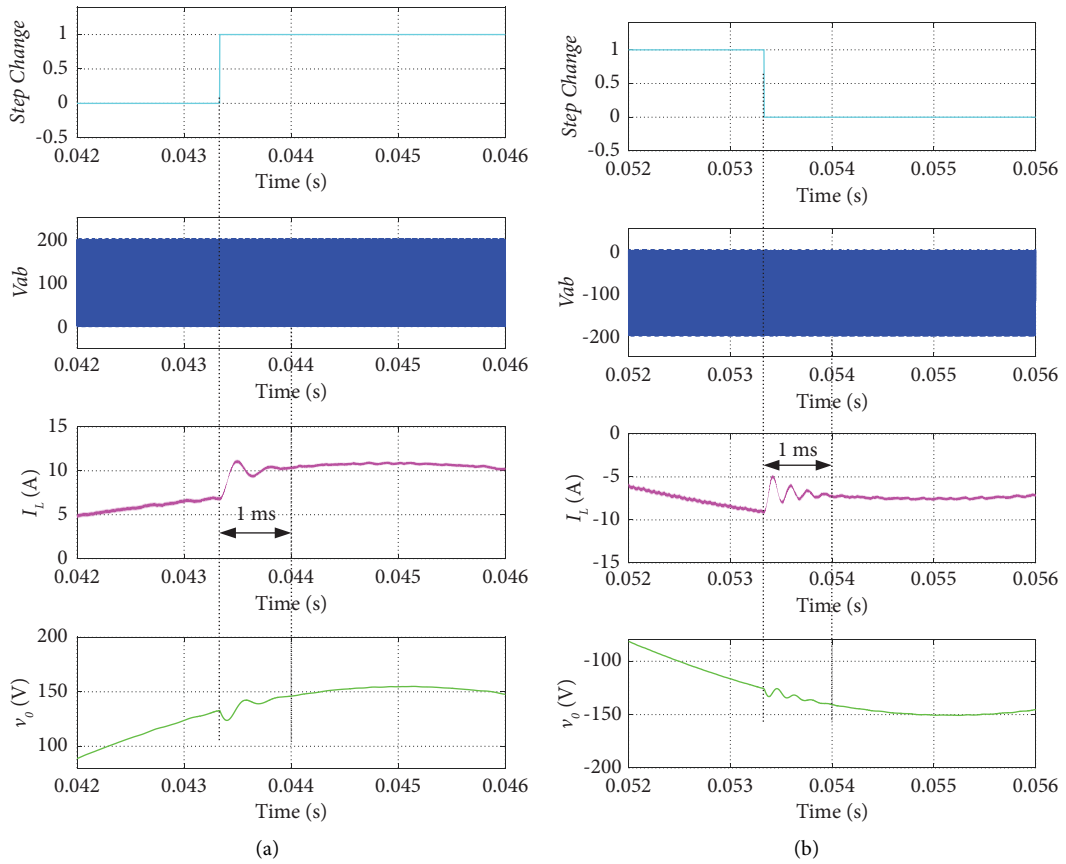 Step Change
1
0.5
0
-0.5
0.042 0.043 0.044 0.045 0.046
Time (s)
Vab
200
100
0
0.042 0.043 0.044 0.045 0.046
Time (s)
I_L (A)
15
10
5
0
1 ms
0.042 0.043 0.044 0.045 0.046
Time (s)
v_0 (V)
200
150
100
0.042 0.043 0.044 0.045 0.046
Time (s)
(a)
Step Change
1
0.5
0
-0.5
0.052 0.053 0.054 0.055 0.056
Time (s)
Vab
0
-100
-200
0.052 0.053 0.054 0.055 0.056
Time (s)
I_L (A)
0
-5
-10
-15
1 ms
0.052 0.053 0.054 0.055 0.056
Time (s)
v_0 (V)
-100
-150
-200
0.052 0.053 0.054 0.055 0.056
Time (s)
(b)